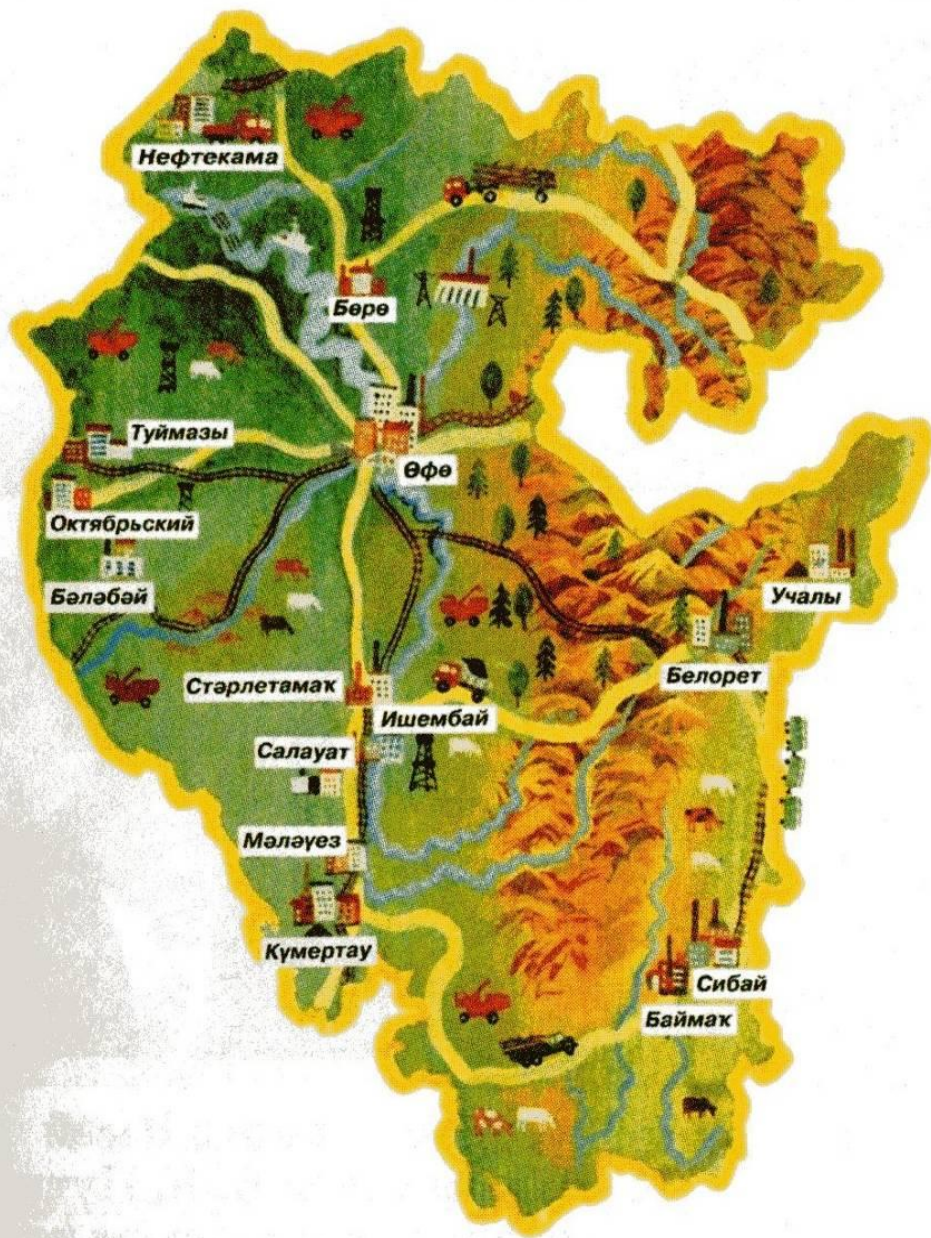 Нефтекама
Бөрө
Туймазы
Өфө
Октябрьский
Бәләбәй
Учалы
Белорет
Стәрлетамаҡ
Ишембай
Салауат
Мәләүез
Күмертау
Сибай
Баймаҡ